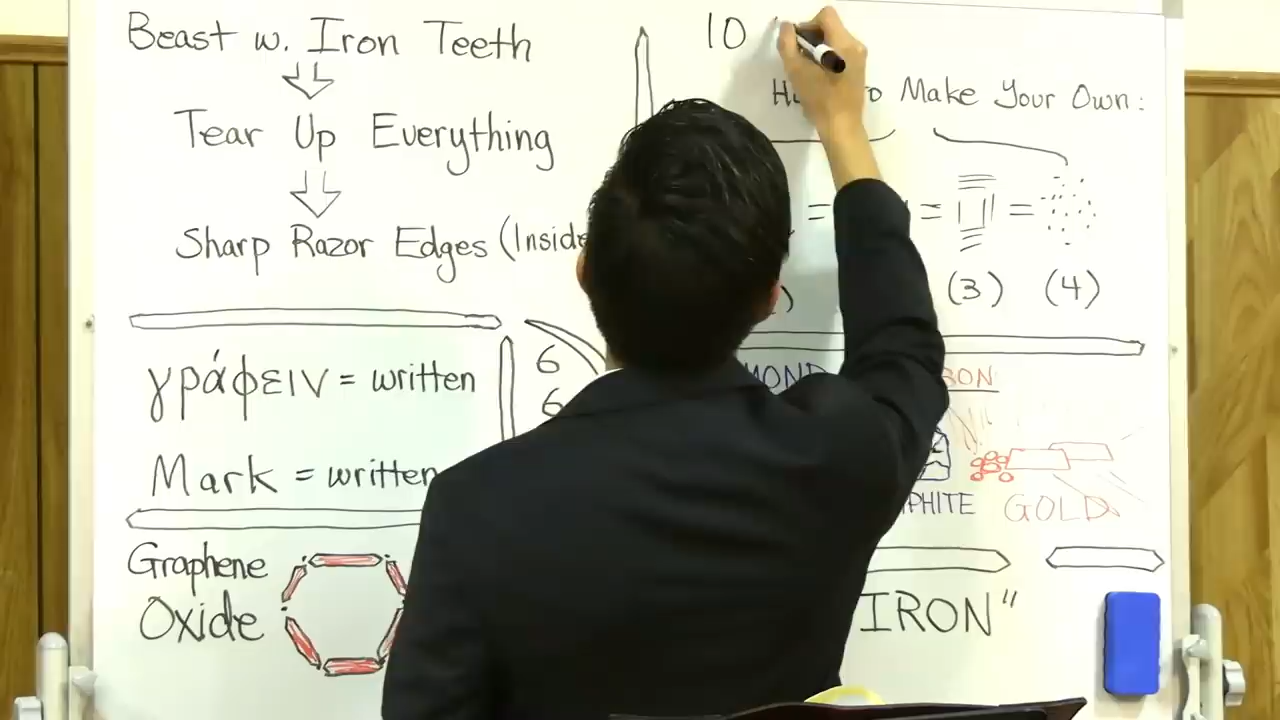 Beast w. Iron Teeth
Tear Up Everything
Sharp Razor Edges (Inside
γράφειν = written
Mark = written
Graphene
Oxide
6
6
10
Make Your Own:
= = =
(3) (4)
GOLD
IRON"